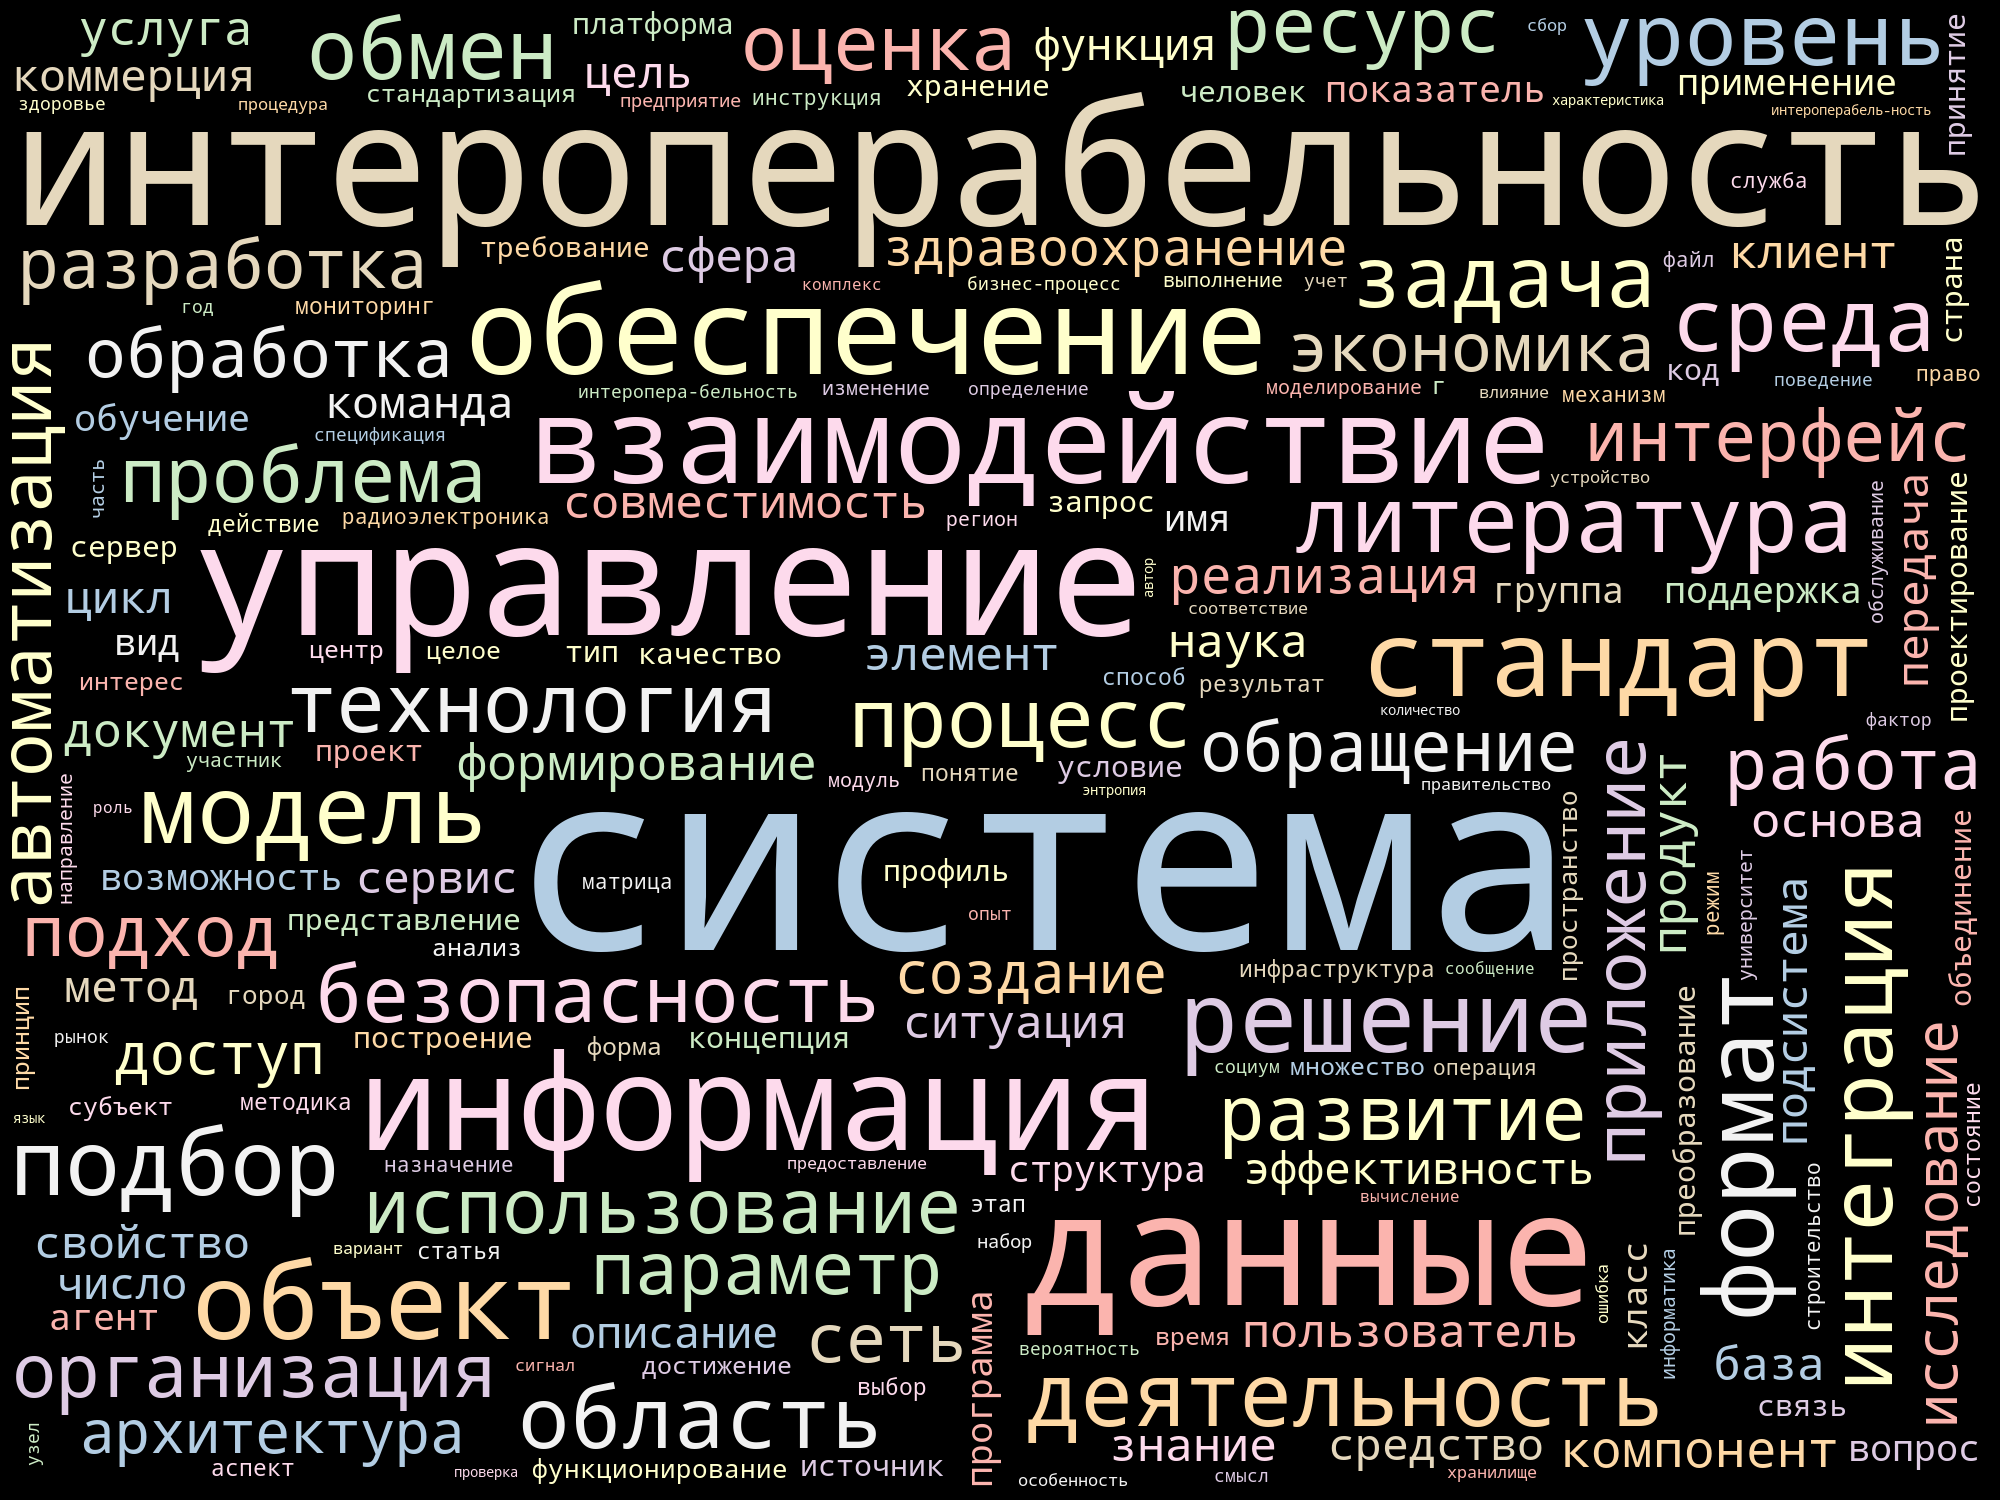 услуга
обмен
платформа
оценка
функция
ресурс
сбор
уровень
принятие
коммерция
цель
стандартизация
здоровье
процедура
предприятие
инструкция
хранение
человек
показатель
характеристика
применение
интероперабель-ность
интероперабельность
служба
разработка
требование
сфера
здравоохранение
задача
файл
клиент
страна
год
мониторинг
комплекс
бизнес-процесс
выполнение
учет
обработка
обеспечение
экономика
среда
код
поведение
право
автоматизация
обучение
команда
интеропера-бельность
изменение
определение
моделирование
г
влияние
механизм
спецификация
взаимодействие
интерфейс
часть
проблема
устройство
действие
радиоэлектроника
совместимость
регион
запрос
имя
литература
обслуживание
передача
проектирование
сервер
управление
автор
реализация
группа
поддержка
цикл
соответствие
вид
центр
целое
тип
качество
элемент
наука
стандарт
интерес
способ
результат
технология
процесс
количество
фактор
документ
участник
проект
формирование
модуль
понятие
условие
обращение
работа
энтропия
правительство
направление
роль
модель
система
пространство
приложение
продукт
основа
возможность
сервис
матрица
профиль
режим
университет
подсистема
интеграция
объединение
подход
представление
опыт
анализ
метод
город
безопасность
создание
инфраструктура
сообщение
принцип
рынок
доступ
построение
форма
концепция
ситуация
решение
преобразование
формат
социум
множество
операция
язык
субъект
методика
информация
развитие
исследование
состояние
подбор
назначение
предоставление
структура
эффективность
использование
этап
вычисление
строительство
свойство
вариант
статья
набор
данные
число
параметр
агент
объект
ошибка
класс
информатика
описание
сеть
программа
вероятность
время
пользователь
организация
сигнал
достижение
база
выбор
деятельность
связь
узел
архитектура
область
знание
средство
компонент
вопрос
аспект
проверка
функционирование
источник
особенность
смысл
хранилище